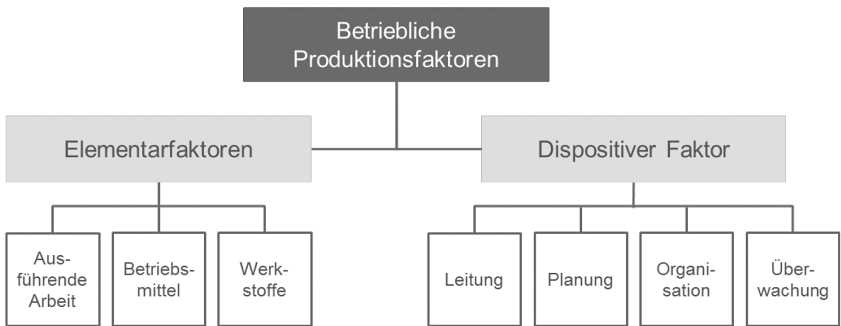 Betriebliche
Produktionsfaktoren
Elementarfaktoren
Dispositiver Faktor
Aus-
führende
Arbeit
Betriebs-
mittel
Werk-
stoffe
Leitung
Planung
Organi-
sation
Über-
wachung